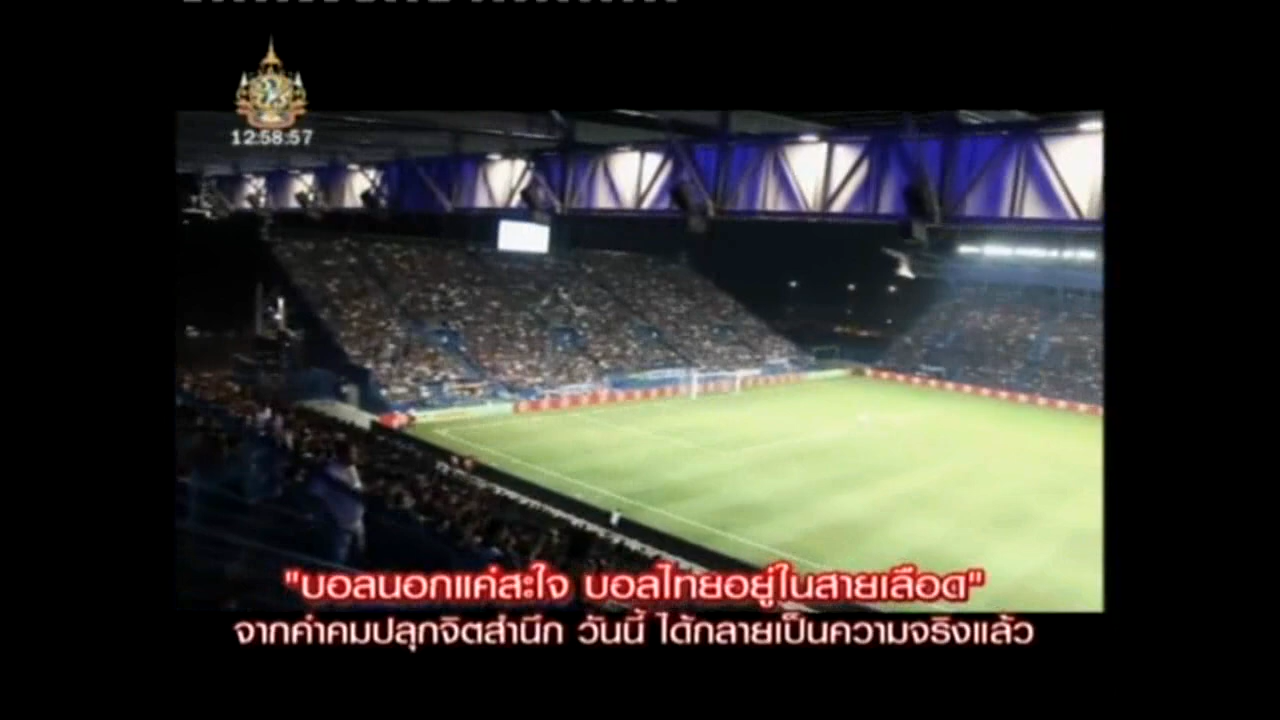 12:58:57
"บอลนอกแค่สะใจ บอลไทยอยู่ในสายเลือด"
จากคำคมปลุกจิตสำนึก วันนี้ ได้กลายเป็นความจริงแล้ว